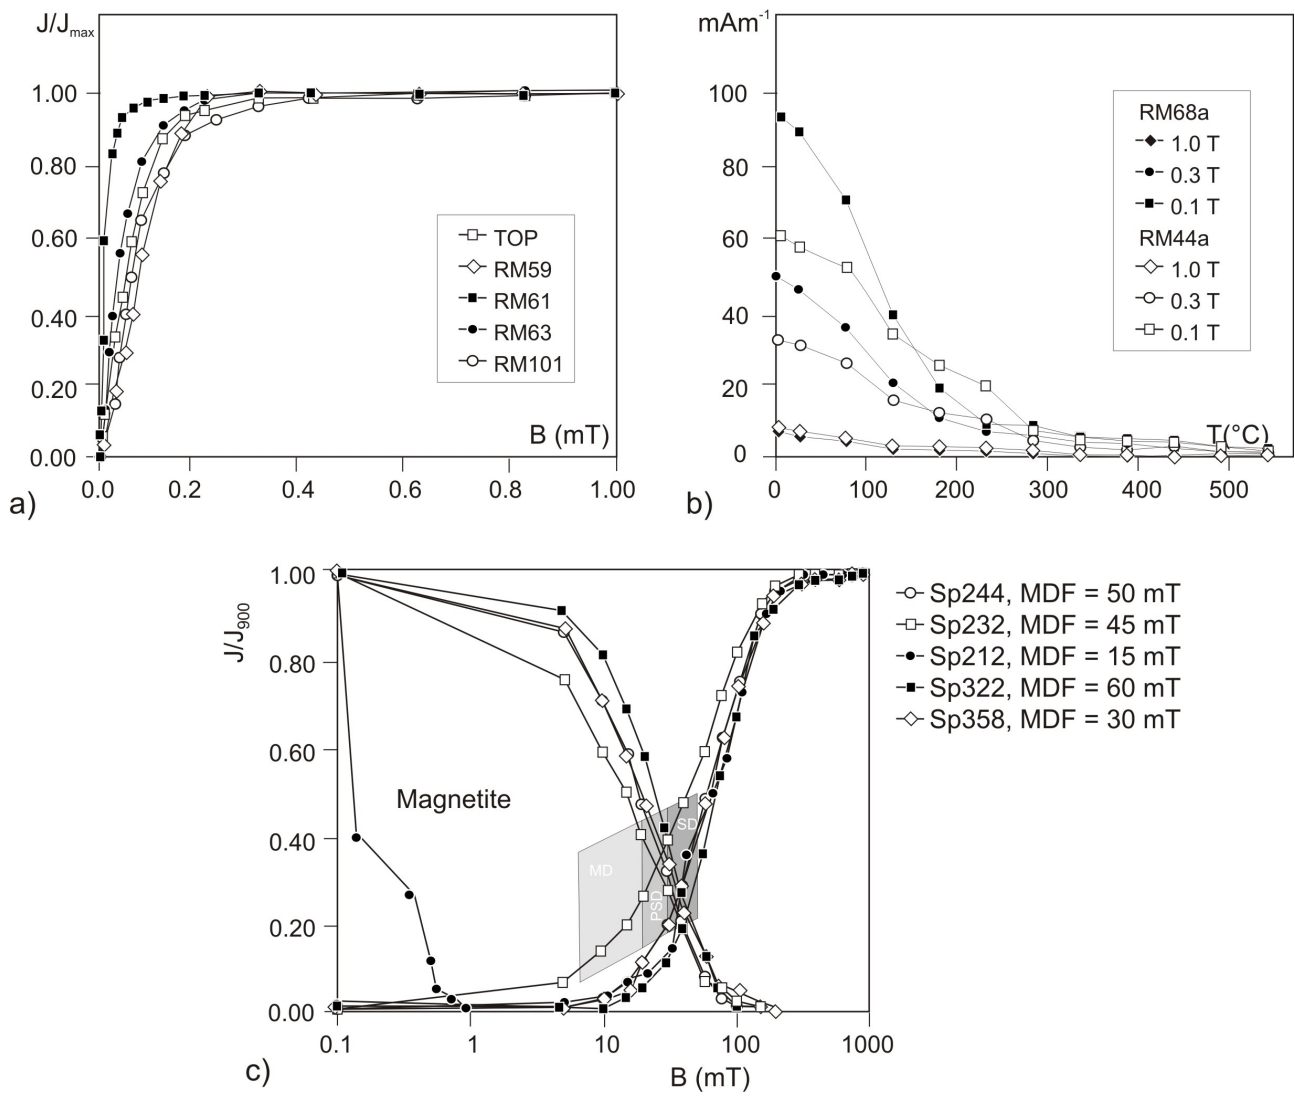 J/Jmax
1.00
0.80
0.60
0.40
0.20
0.00
0.0 0.2 0.4 0.6 0.8 1.00
B (mT)
TOP
RM59
RM61
RM63
RM101
a)
mAm-1
100
80
60
40
20
0
0 100 200 300 400 500
T(°C)
RM68a
1.0 T
0.3 T
0.1 T
RM44a
1.0 T
0.3 T
0.1 T
b)
J/J900
1.00
0.80
0.60
0.40
0.20
0.00
0.1 1 10 100 1000
B (mT)
Magnetite
MD
PSD
SD
Sp244, MDF = 50 mT
Sp232, MDF = 45 mT
Sp212, MDF = 15 mT
Sp322, MDF = 60 mT
Sp358, MDF = 30 mT
c)